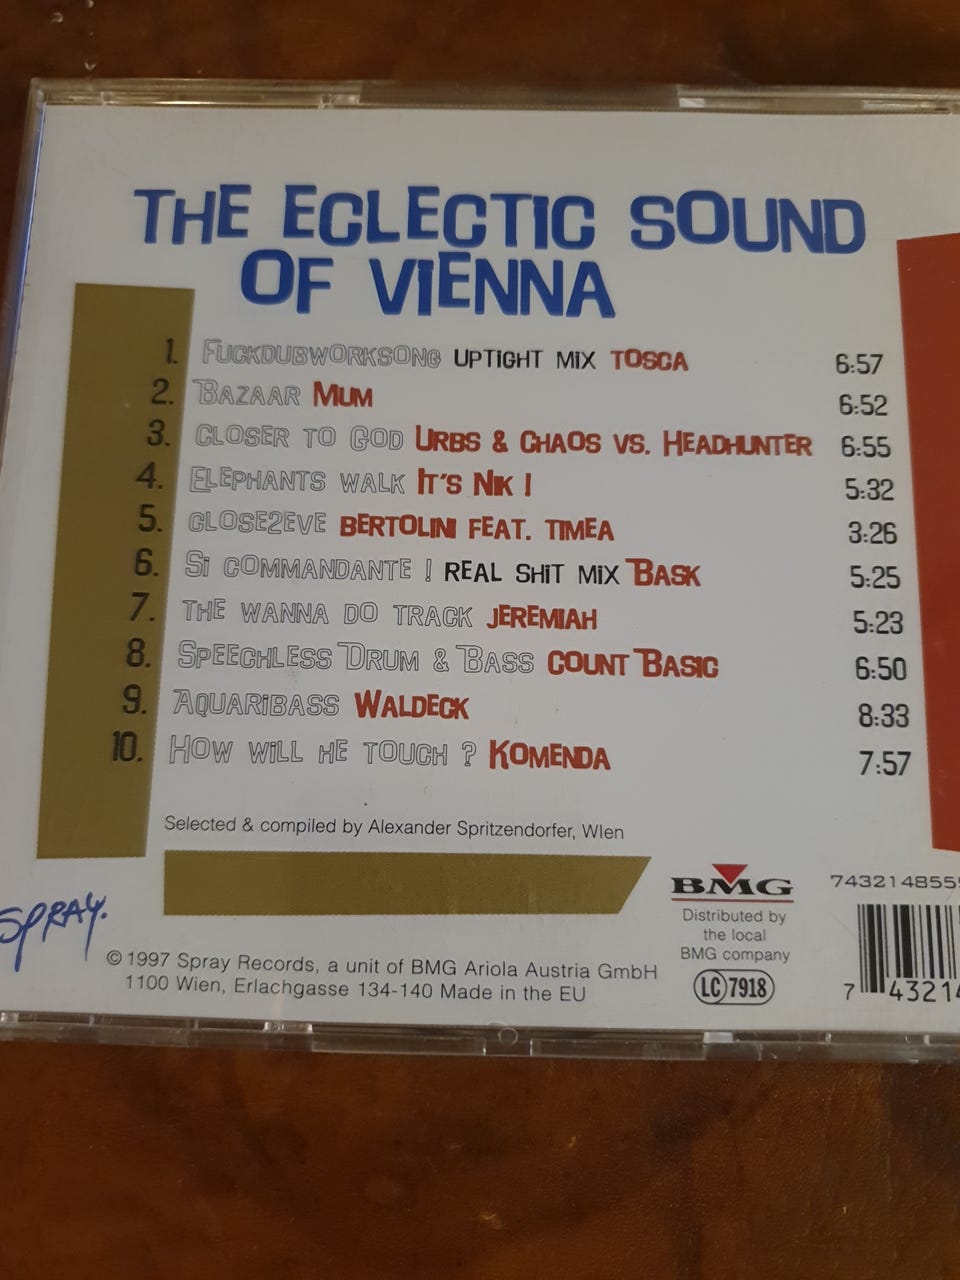 THE ECLECTIC SOUND
OF VIENNA
1. FUCKDUBWORKSONG UPTIGHT MIX TOSCA 6:57
2. BAZAAR MUM 6:52
3. CLOSER TO GOD URBS & CHAOS VS. HEADHUNTER 6:55
4. ELEPHANTS WALK IT'S NIK ! 5:32
5. CLOSE2EVE BERTOLINI FEAT. TIMEA 3:26
6. SI COMMANDANTE ! REAL SHIT MIX BASK 5:25
7. THE WANNA DO TRACK JEREMIAH 5:23
8. SPEECHLESS DRUM & BASS COUNT BASIC 6:50
9. AQUARIBASS WALDECK 8:33
10. HOW WILL HE TOUCH ? KOMENDA 7:57
Selected & compiled by Alexander Spritzendorfer, WIen
SPRAY.
© 1997 Spray Records, a unit of BMG Ariola Austria GmbH
1100 Wien, Erlachgasse 134-140 Made in the EU
BMG
Distributed by
the local
BMG company
LC 7918
743214855
7 43214